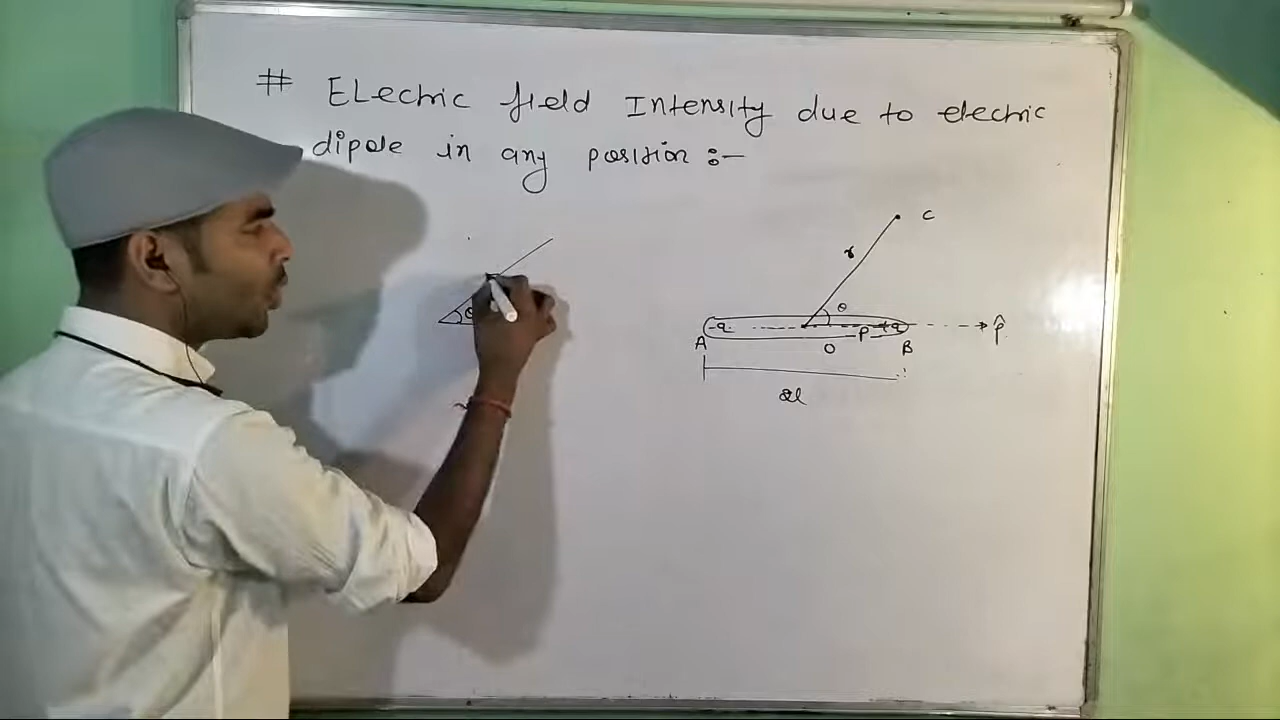 # Electric field Intensity due to electric
dipole in any position :-
C
r
θ
θ
-q
P
+q
p̂
A
O
B
2l